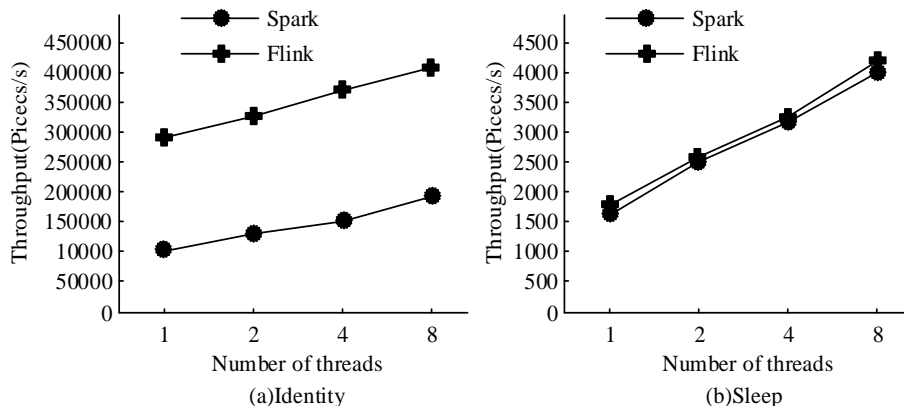 Spark
Flink
Throughput(Picecs/s)
450000
400000
350000
300000
250000
200000
150000
10000
50000
0
1 2 4 8
Number of threads
(a)Identity
Spark
Flink
Throughput(Picecs/s)
4500
4000
3500
3000
2500
2000
1500
1000
500
0
1 2 4 8
Number of threads
(b)Sleep